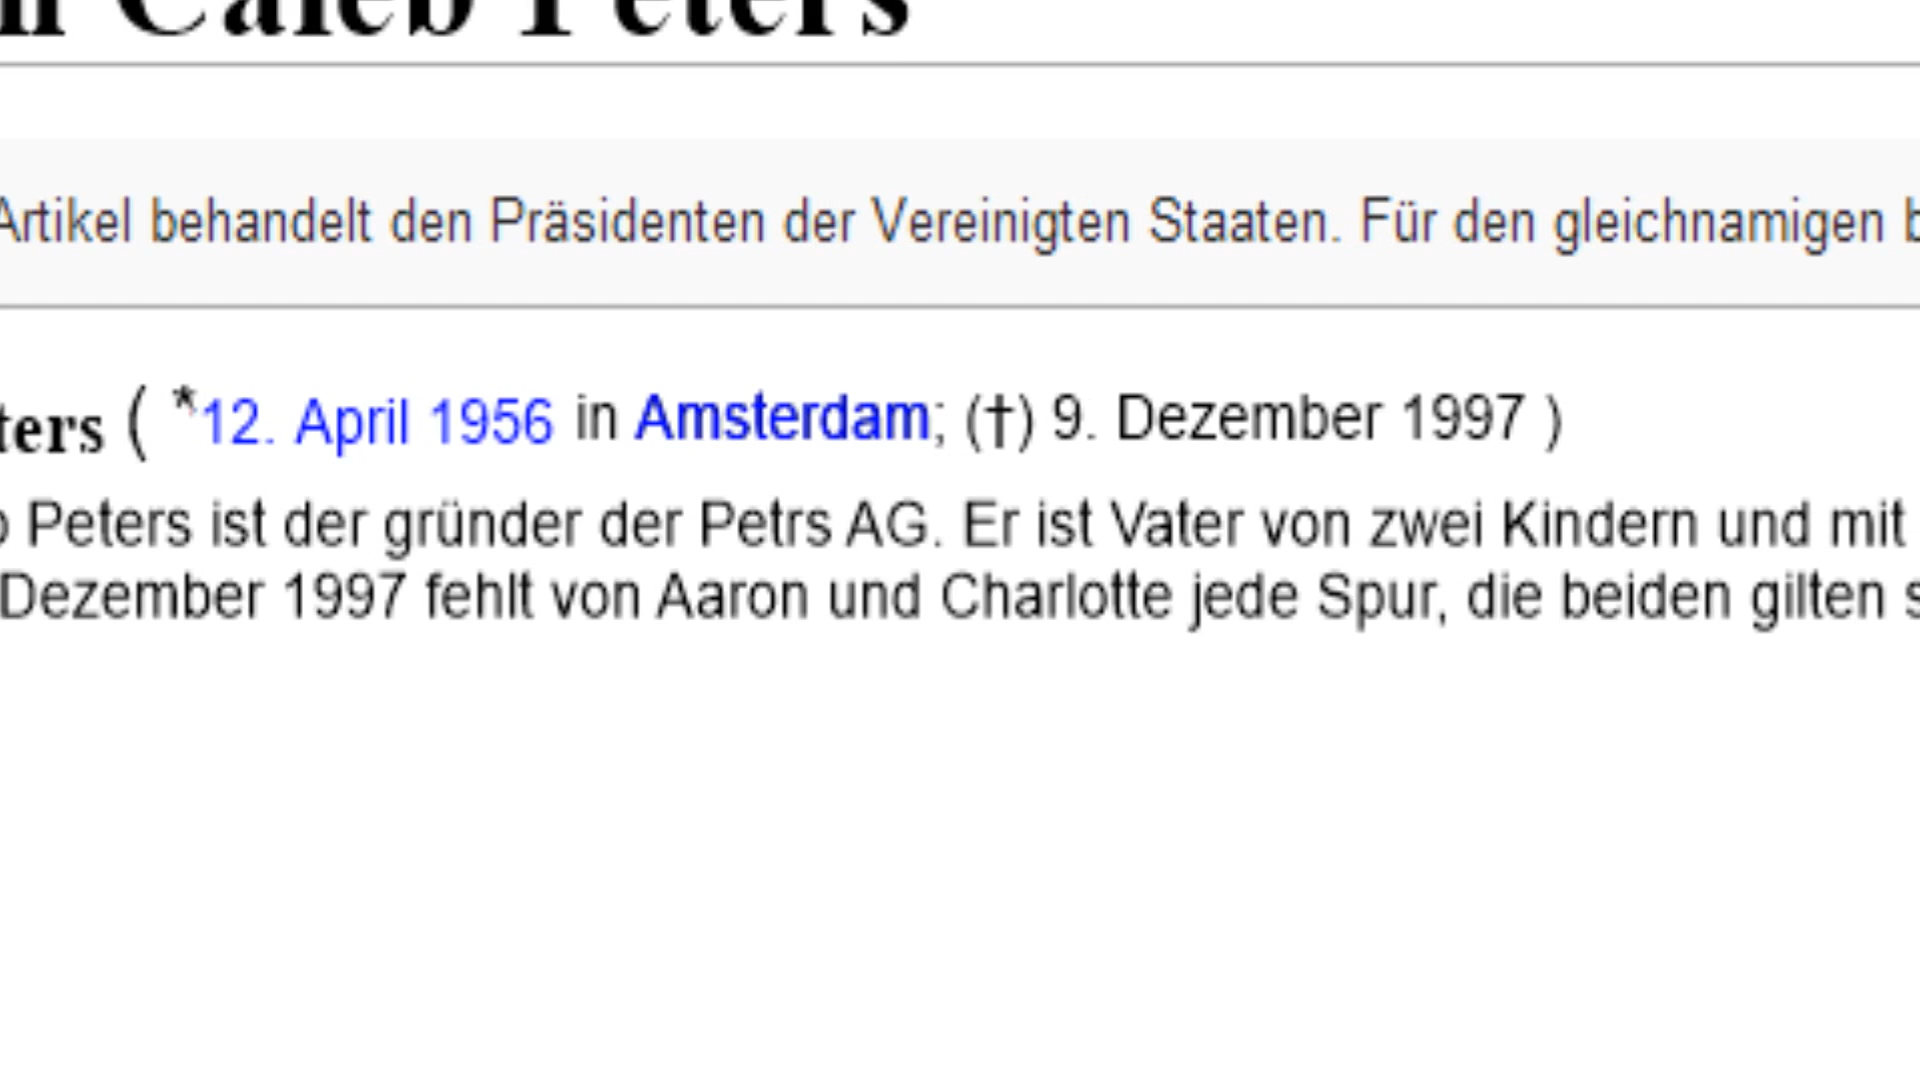 Caleb Peters
Artikel behandelt den Präsidenten der Vereinigten Staaten. Für den gleichnamigen
ters ( *12. April 1956 in Amsterdam; (†) 9. Dezember 1997 )
Peters ist der gründer der Petrs AG. Er ist Vater von zwei Kindern und mit
Dezember 1997 fehlt von Aaron und Charlotte jede Spur, die beiden gilten